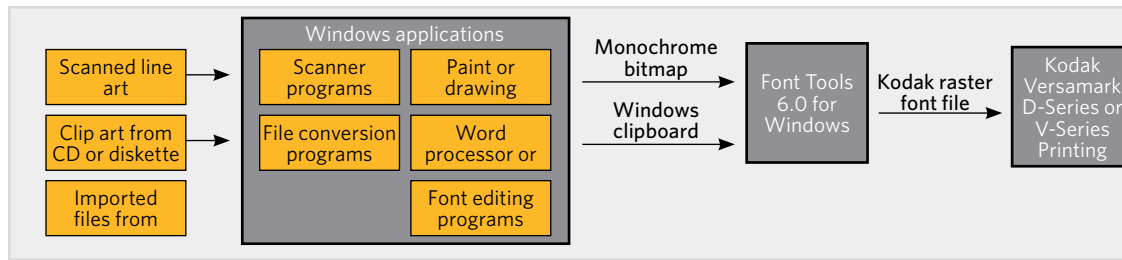 Windows applications
Scanned line
art
Clip art from
CD or diskette
Imported
files from
Scanner
programs
Paint or
drawing
File conversion
programs
Word
processor or
Font editing
programs
Monochrome
bitmap
Windows
clipboard
Font Tools
6.0 for
Windows
Kodak raster
font file
Kodak
Versamark
D-Series or
V-Series
Printing